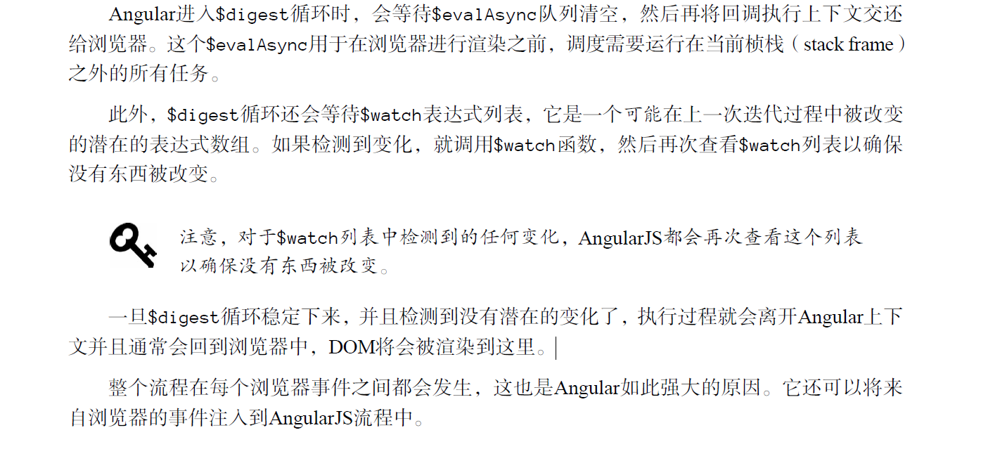 Angular进入$digest循环时，会等待$evalAsync队列清空，然后再将回调执行上下文交还
给浏览器。这个$evalAsync用于在浏览器进行渲染之前，调度需要运行在当前桢栈（stack frame）
之外的所有任务。
此外，$digest循环还会等待$watch表达式列表，它是一个可能在上一次迭代过程中被改变
的潜在的表达式数组。如果检测到变化，就调用$watch函数，然后再次查看$watch列表以确保
没有东西被改变。
注意，对于$watch列表中检测到的任何变化，AngularJS都会再次查看这个列表
以确保没有东西被改变。
一旦$digest循环稳定下来，并且检测到没有潜在的变化了，执行过程就会离开Angular上下
文并且通常会回到浏览器中，DOM将会被渲染到这里。
整个流程在每个浏览器事件之间都会发生，这也是Angular如此强大的原因。它还可以将来
自浏览器的事件注入到AngularJS流程中。